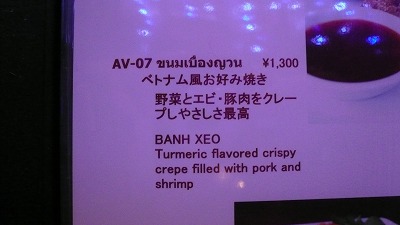 AV-07 ขนมเบื้องญวน ¥1,300
ベトナム風お好み焼き
野菜とエビ・豚肉をクレー
プしやさしさ最高
BANH XEO
Turmeric flavored crispy
crepe filled with pork and
shrimp